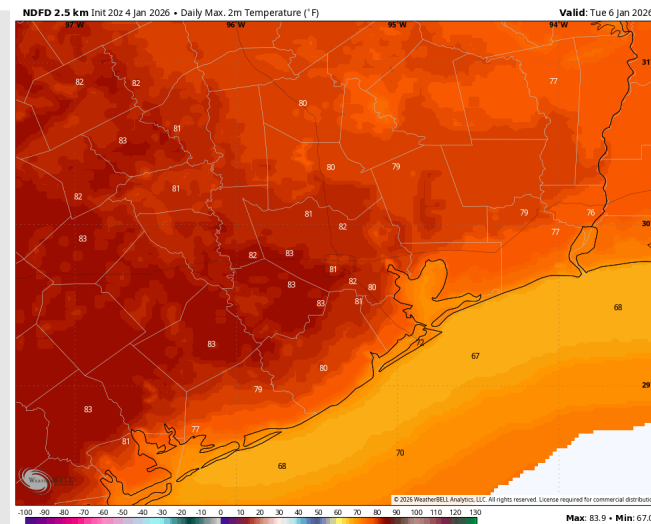 NDFD 2.5 km Init 20z 4 Jan 2026 • Daily Max. 2m Temperature (°F)
Valid: Tue 6 Jan 2026
97°W 96°W 95°W 94°W
31
82 82 80 77
83 81
80 79
82 81
81 79 76
83 82 77 30
82 83 81
83 82 80
83 81
68
83 72 67
80
79 29
83
77
81
68 70
© 2026 WeatherBELL Analytics, LLC. All rights reserved. License required for commercial distributio
-100 -90 -80 -70 -60 -50 -40 -30 -20 -10 0 10 20 30 40 50 60 70 80 90 100 110 120 130
Max: 83.9 • Min: 67.0